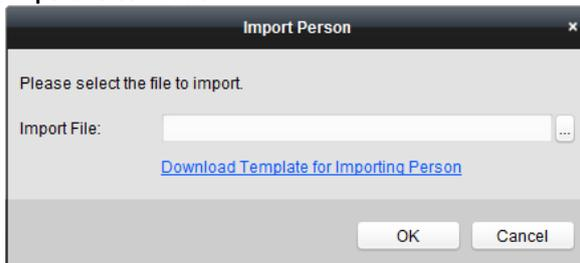 Import Person ×
Please select the file to import.
Import File: ...
Download Template for Importing Person
OK Cancel